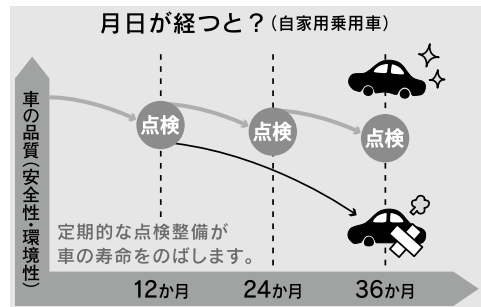 月日が経つと？（自家用乗用車）
車の品質（安全性・環境性）
点検
点検
点検
定期的な点検整備が
車の寿命をのばします。
12か月
24か月
36か月